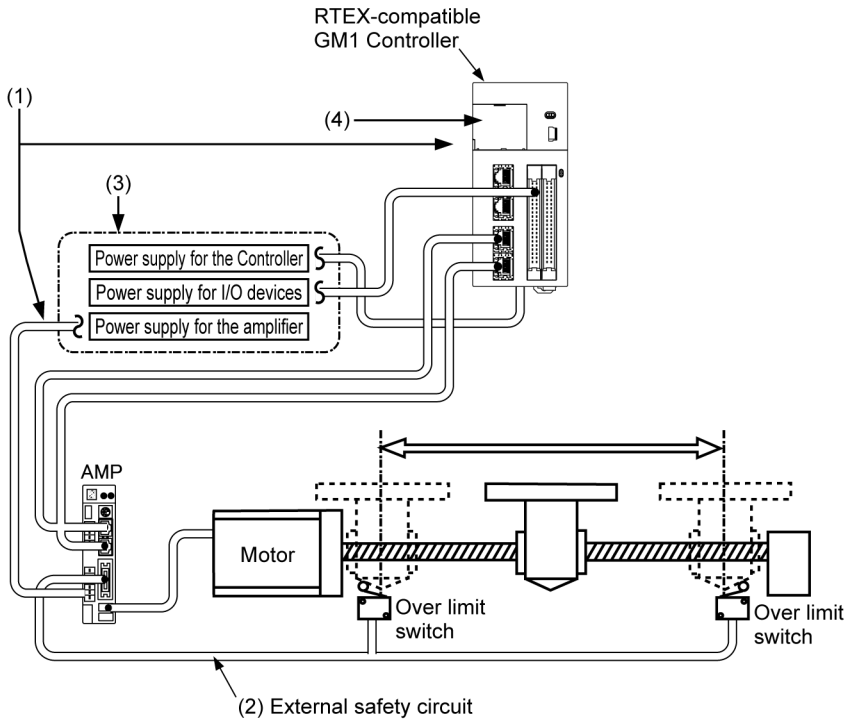 RTEX-compatible
GM1 Controller
(1)
(4)
(3)
Power supply for the Controller
Power supply for I/O devices
Power supply for the amplifier
AMP
Motor
Over limit
switch
Over limit
switch
(2) External safety circuit